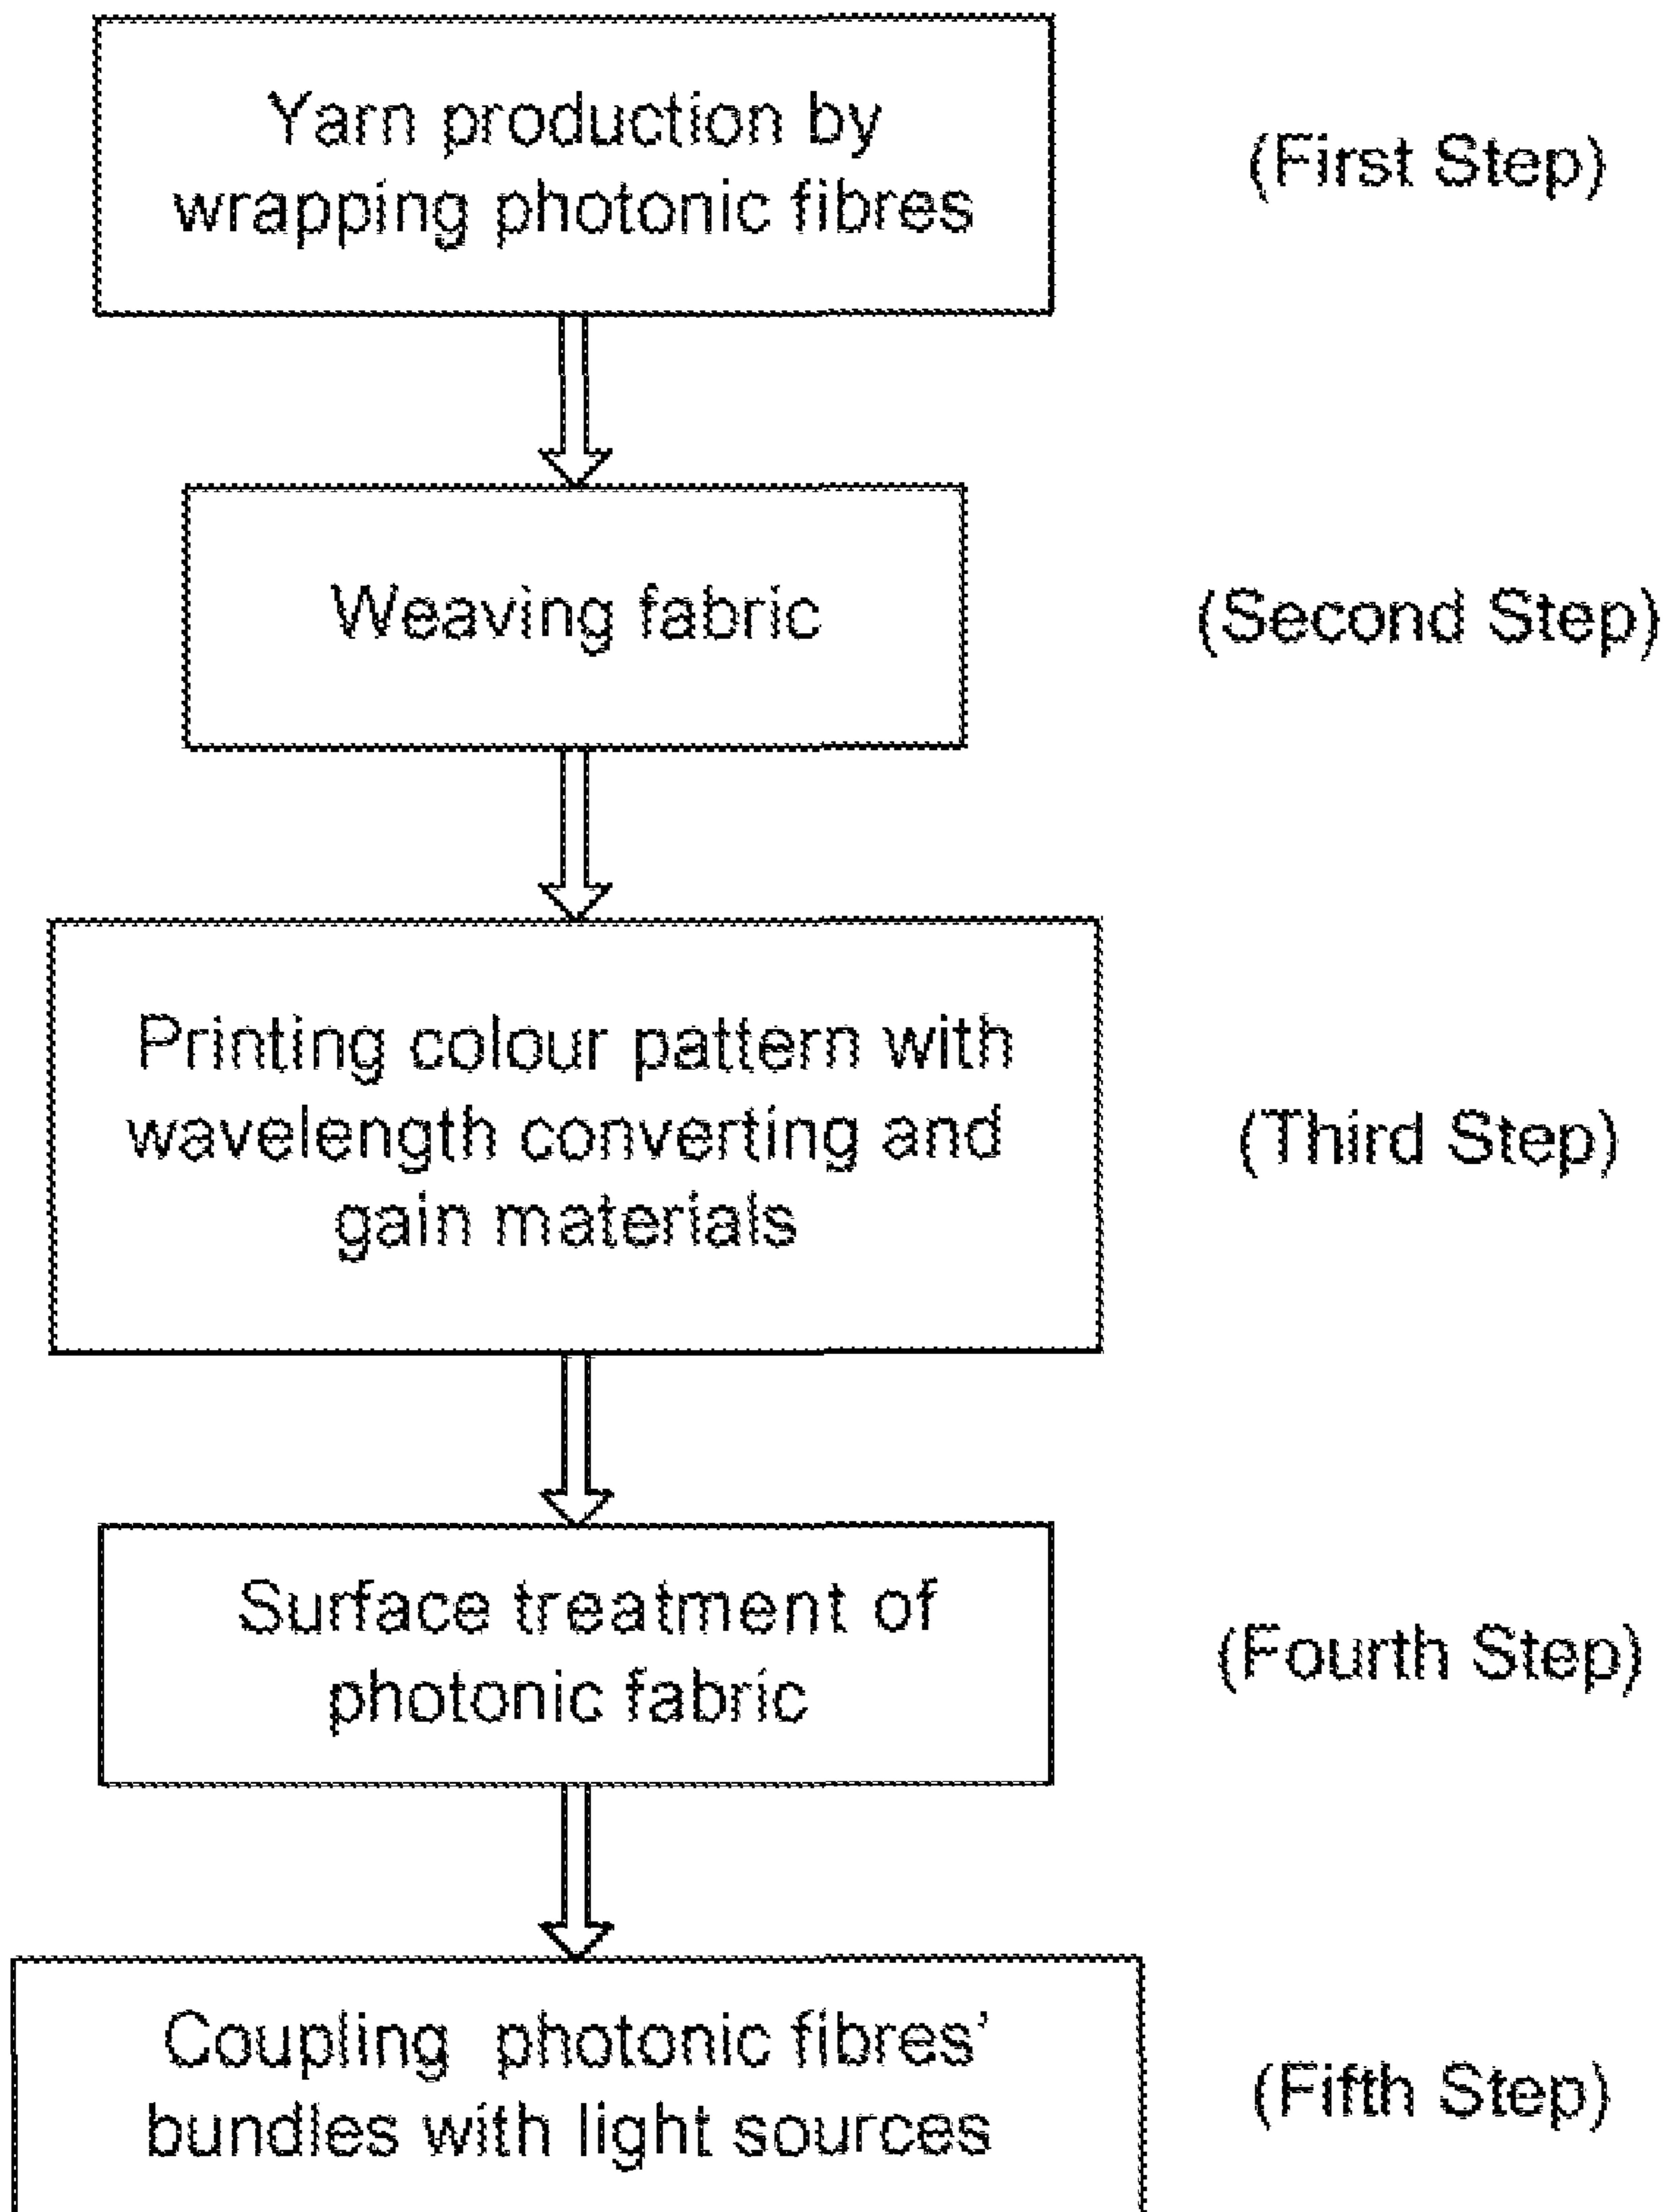 Yarn production by
wrapping photonic fibres
(First Step)
Weaving fabric
(Second Step)
Printing colour pattern with
wavelength converting and
gain materials
(Third Step)
Surface treatment of
photonic fabric
(Fourth Step)
Coupling photonic fibres'
bundles with light sources
(Fifth Step)